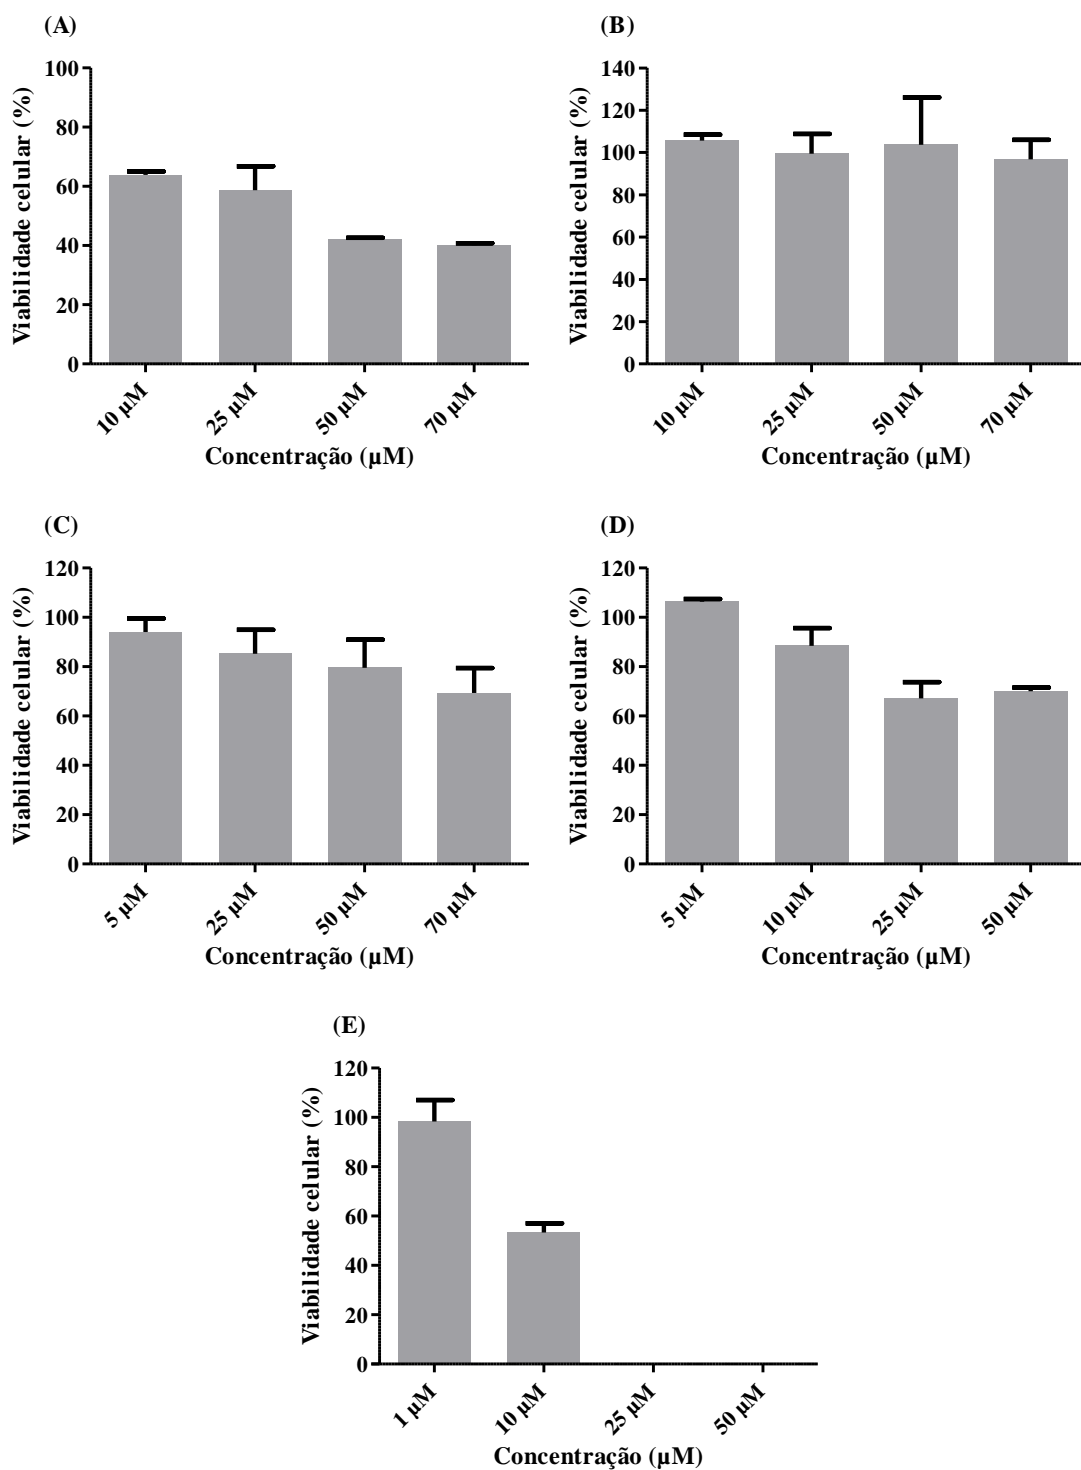 (A)
Viabilidade celular (%)
100
80
60
40
20
0
10 µM
25 µM
50 µM
70 µM
Concentração (µM)
(B)
Viabilidade celular (%)
140
120
100
80
60
40
20
0
10 µM
25 µM
50 µM
70 µM
Concentração (µM)
(C)
Viabilidade celular (%)
120
100
80
60
40
20
0
5 µM
25 µM
50 µM
70 µM
Concentração (µM)
(D)
Viabilidade celular (%)
120
100
80
60
40
20
0
5 µM
10 µM
25 µM
50 µM
Concentração (µM)
(E)
Viabilidade celular (%)
120
100
80
60
40
20
0
1 µM
10 µM
25 µM
50 µM
Concentração (µM)